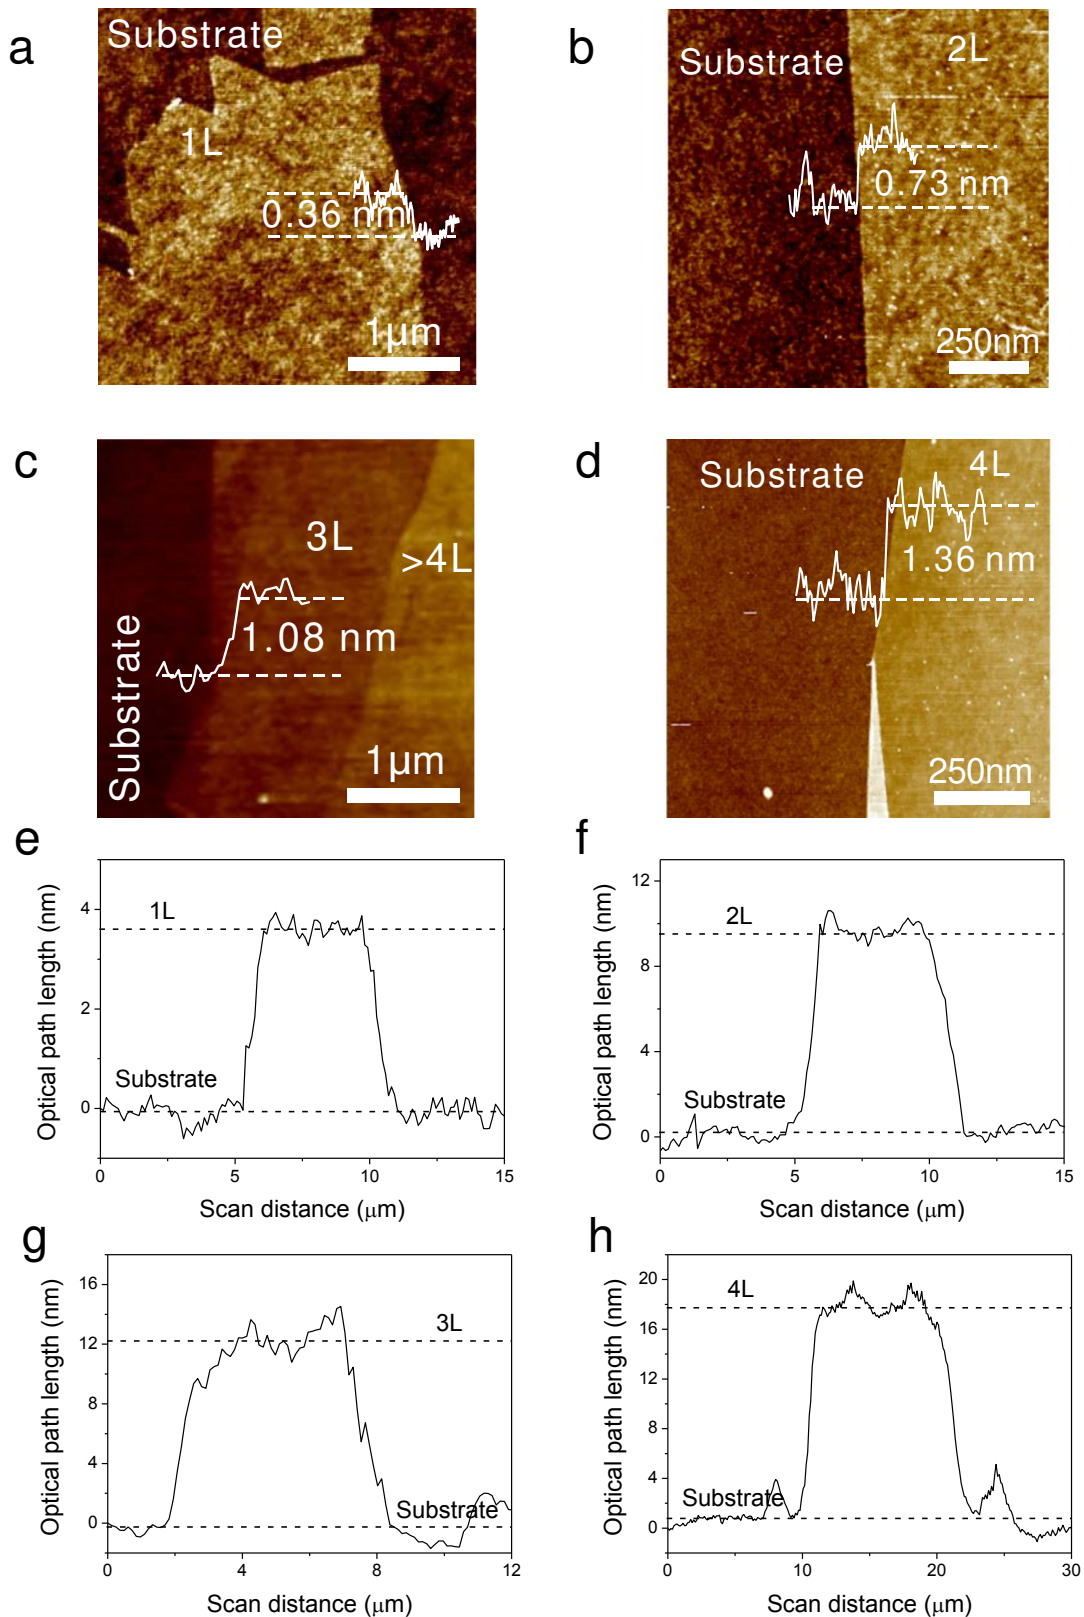 a
Substrate
1L
0.36 nm
1μm
b
Substrate
2L
0.73 nm
250nm
c
3L
>4L
1.08 nm
Substrate
1μm
d
Substrate
4L
1.36 nm
250nm
e
Optical path length (nm)
4
2
0
1L
Substrate
0 5 10 15
Scan distance (μm)
f
Optical path length (nm)
12
8
4
0
2L
Substrate
0 5 10 15
Scan distance (μm)
g
Optical path length (nm)
16
12
8
4
0
3L
Substrate
0 4 8 12
Scan distance (μm)
h
Optical path length (nm)
20
16
12
8
4
0
4L
Substrate
0 10 20 30
Scan distance (μm)